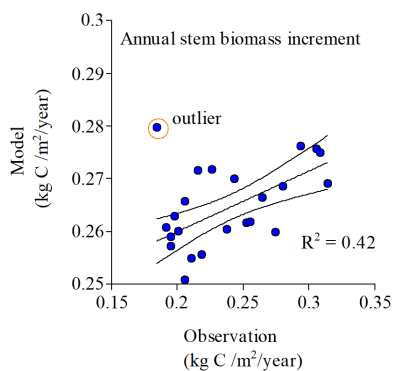 0.3
Annual stem biomass increment
0.29
0.28
outlier
0.27
0.26
R² = 0.42
0.25
0.15
0.2
0.25
0.3
0.35
Model
(kg C /m²/year)
Observation
(kg C /m²/year)